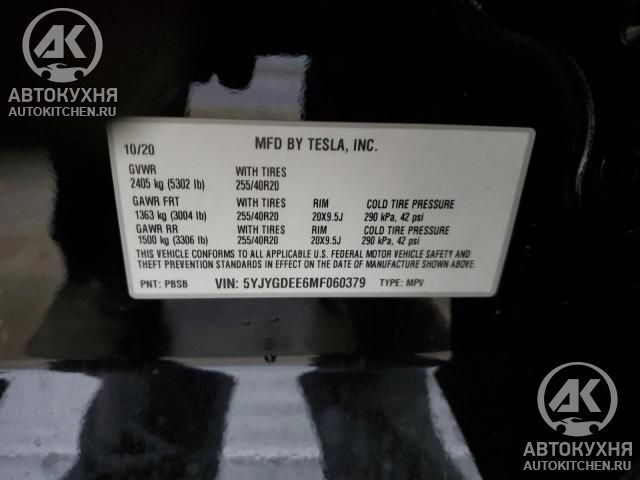 AK
АВТОКУХНЯ
AUTOKITCHEN.RU
10/20 MFD BY TESLA, INC.
GVWR WITH TIRES
2405 kg (5302 lb) 255/40R20
GAWR FRT WITH TIRES RIM COLD TIRE PRESSURE
1363 kg (3004 lb) 255/40R20 20X9.5J 290 kPa, 42 psi
GAWR RR WITH TIRES RIM COLD TIRE PRESSURE
1500 kg (3306 lb) 255/40R20 20X9.5J 290 kPa, 42 psi
THIS VEHICLE CONFORMS TO ALL APPLICABLE U.S. FEDERAL MOTOR VEHICLE SAFETY AND
THEFT PREVENTION STANDARDS IN EFFECT ON THE DATE OF MANUFACTURE SHOWN ABOVE.
PNT: PBSB VIN: 5YJYGDEE6MF060379 TYPE: MPV
AK
АВТОКУХНЯ
AUTOKITCHEN.RU